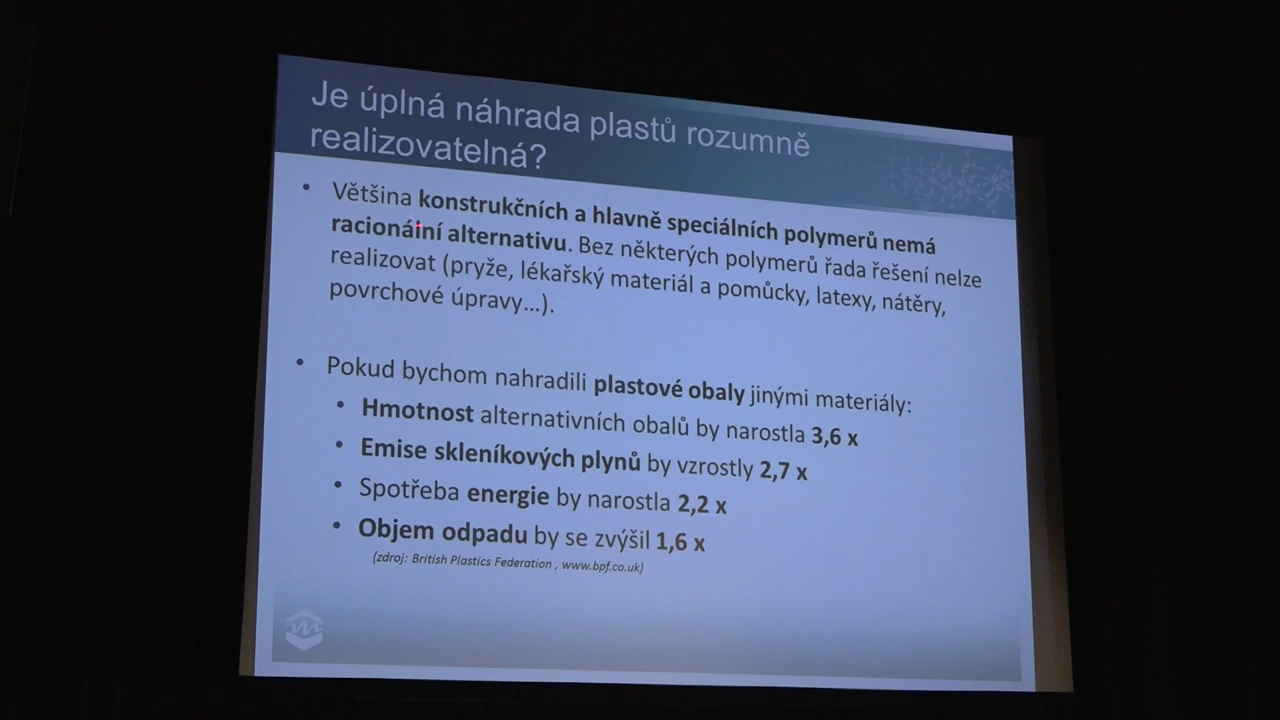 Je úplná náhrada plastů rozumně
realizovatelná?
• Většina konstrukčních a hlavně speciálních polymerů nemá
racionální alternativu. Bez některých polymerů řada řešení nelze
realizovat (pryže, lékařský materiál a pomůcky, latexy, nátěry,
povrchové úpravy...).
• Pokud bychom nahradili plastové obaly jinými materiály:
• Hmotnost alternativních obalů by narostla 3,6 x
• Emise skleníkových plynů by vzrostly 2,7 x
• Spotřeba energie by narostla 2,2 x
• Objem odpadu by se zvýšil 1,6 x
(zdroj: British Plastics Federation , www.bpf.co.uk)